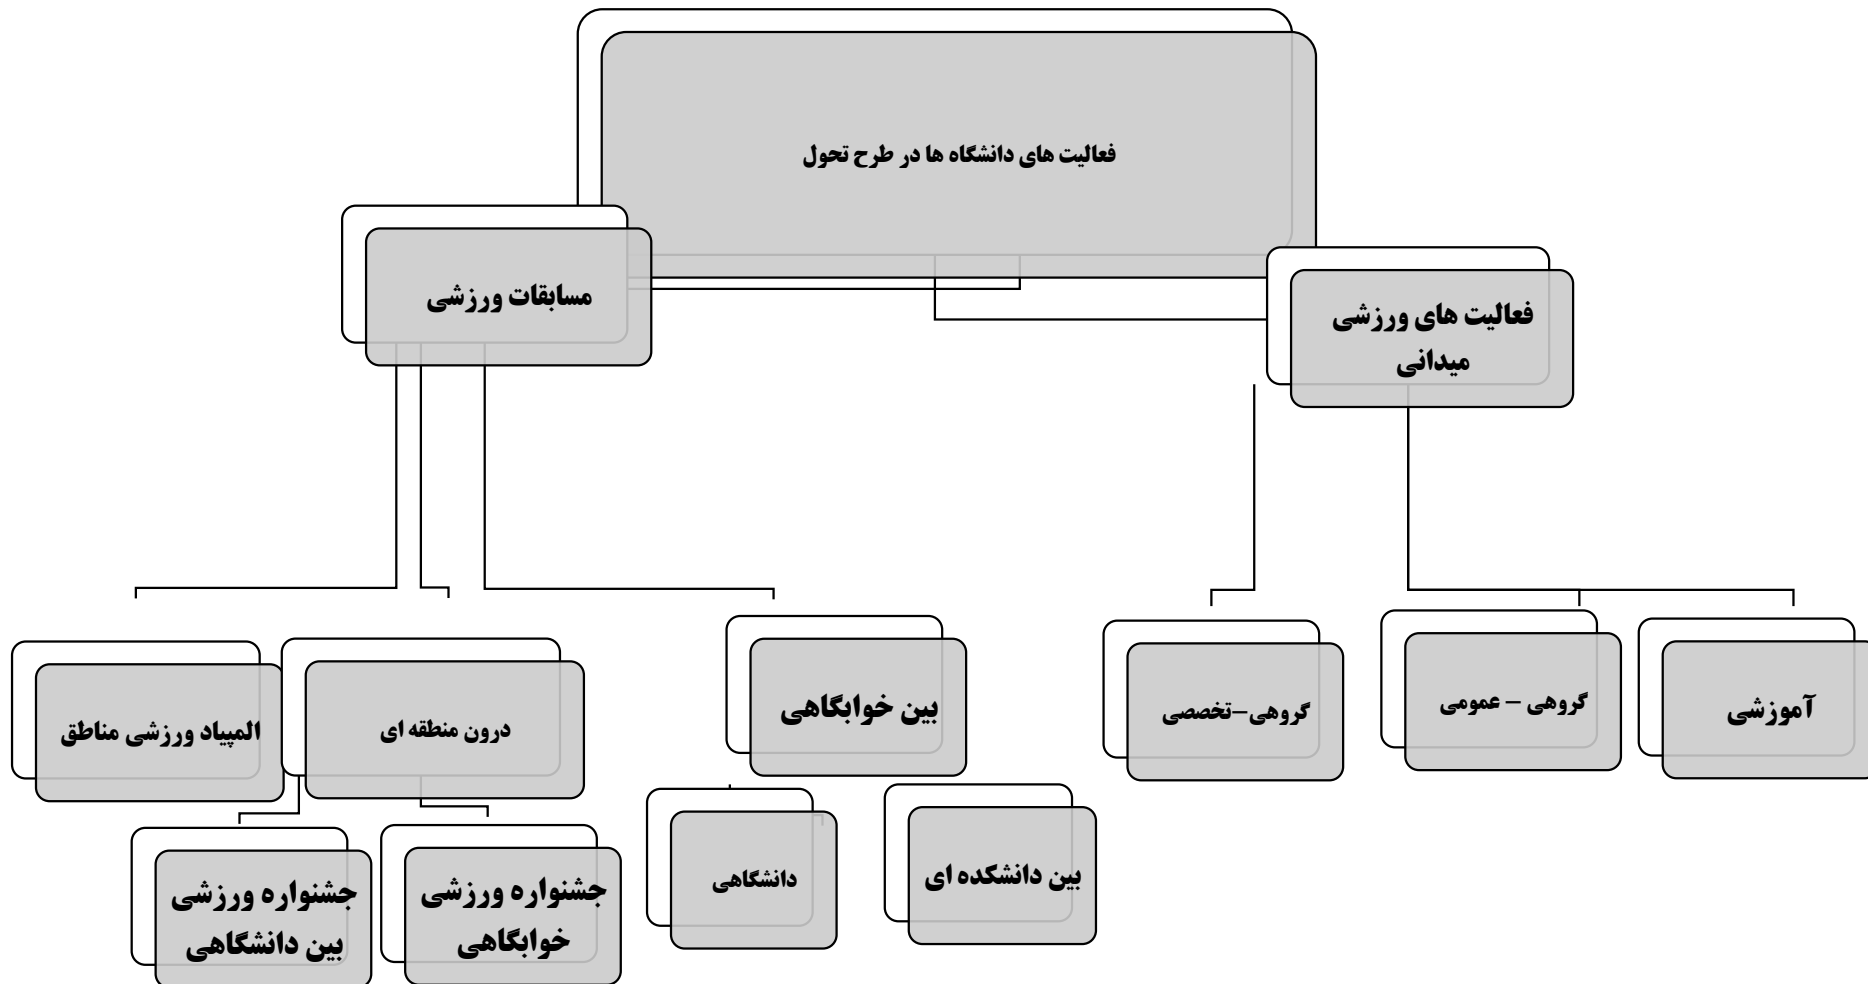 فعالیت های دانشگاه ها در طرح تحول
فعالیت های ورزشی
میدانی
مسابقات ورزشی
آموزشی
گروهی – عمومی
گروهی-تخصصی
بین خوابگاهی
درون منطقه ای
المپیاد ورزشی مناطق
بین دانشکده ای
دانشگاهی
جشنواره ورزشی
خوابگاهی
جشنواره ورزشی
بین دانشگاهی